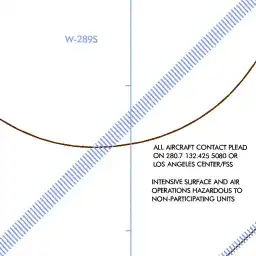 W-289S
ALL AIRCRAFT CONTACT PLEAD
ON 280.7 132.425 5080 OR
LOS ANGELES CENTER/FSS
INTENSIVE SURFACE AND AIR
OPERATIONS HAZARDOUS TO
NON-PARTICIPATING UNITS